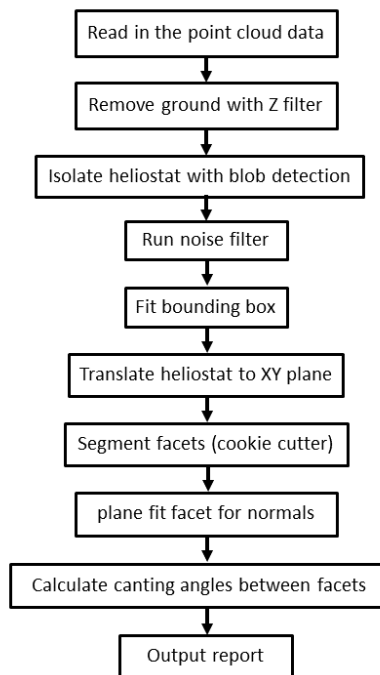 Read in the point cloud data
Remove ground with Z filter
Isolate heliostat with blob detection
Run noise filter
Fit bounding box
Translate heliostat to XY plane
Segment facets (cookie cutter)
plane fit facet for normals
Calculate canting angles between facets
Output report